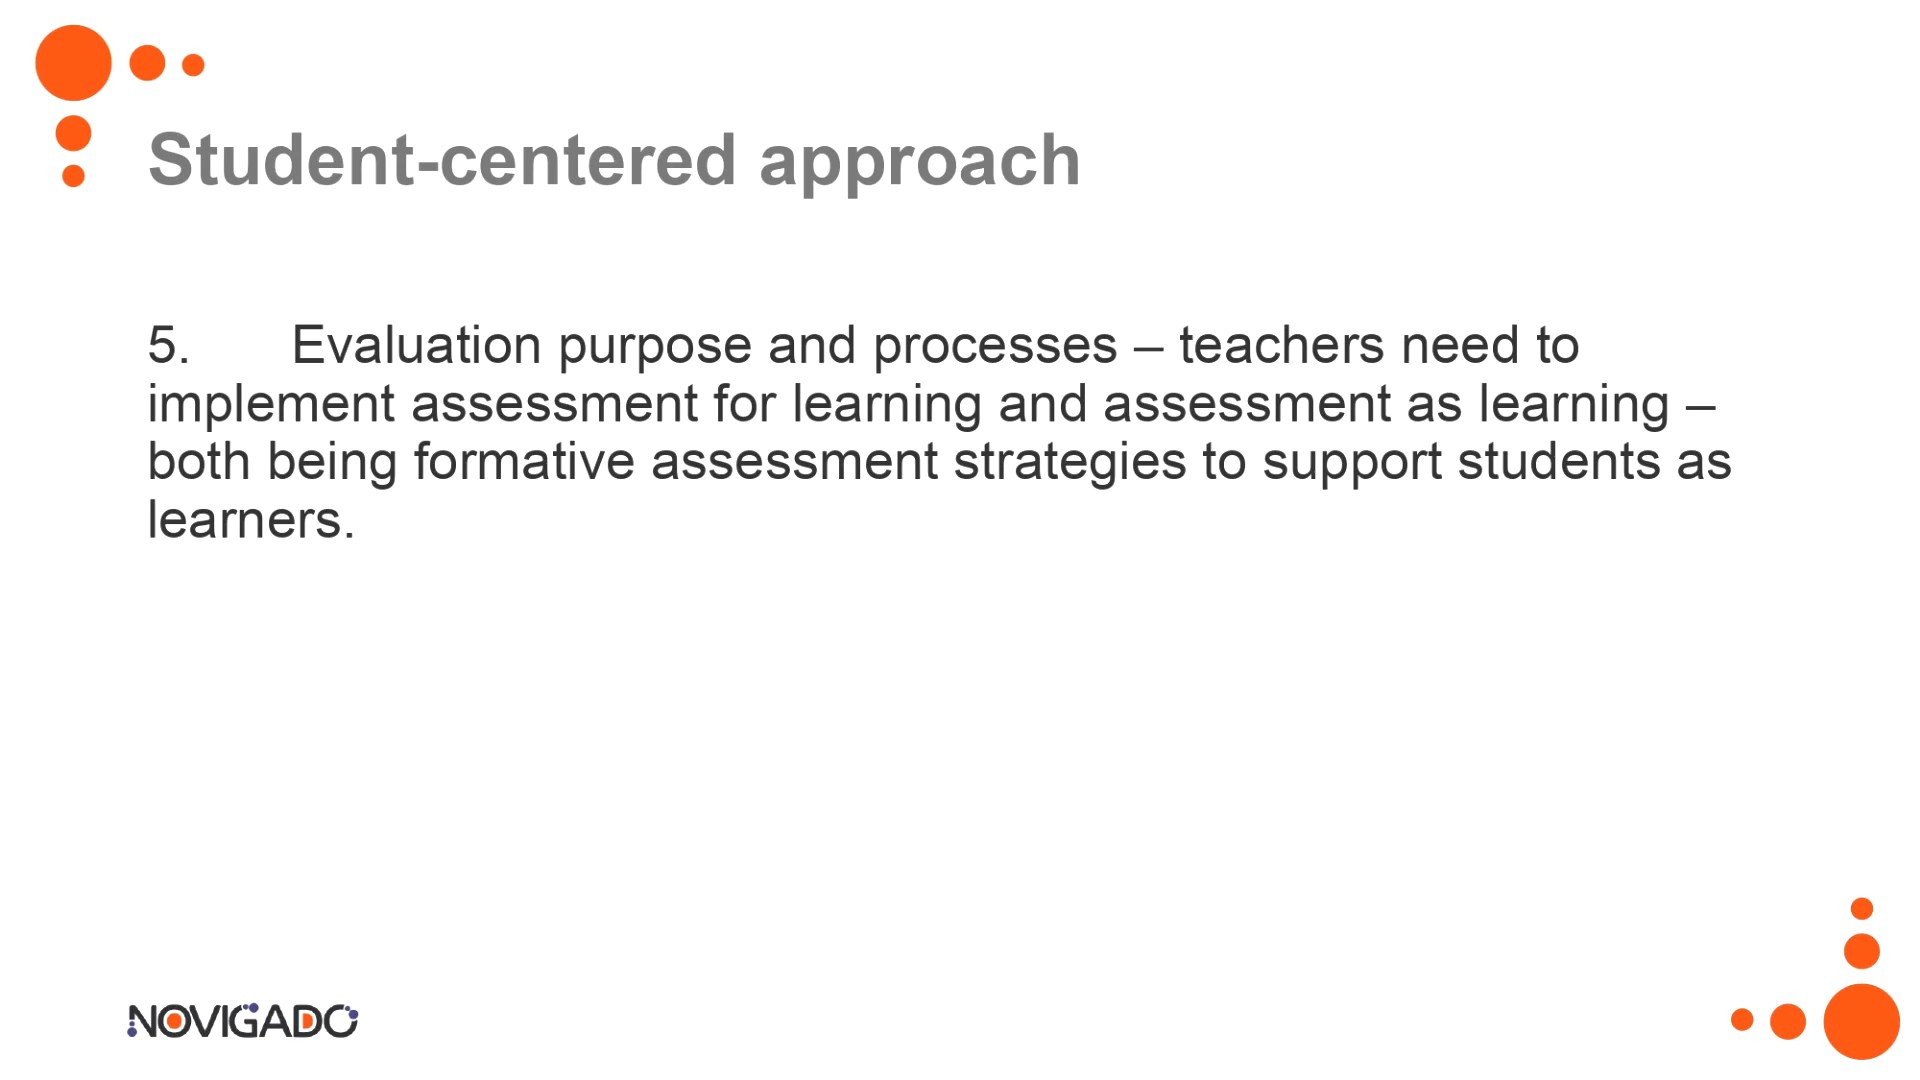 Student-centered approach
5. Evaluation purpose and processes – teachers need to
implement assessment for learning and assessment as learning –
both being formative assessment strategies to support students as
learners.
NOVIGADO